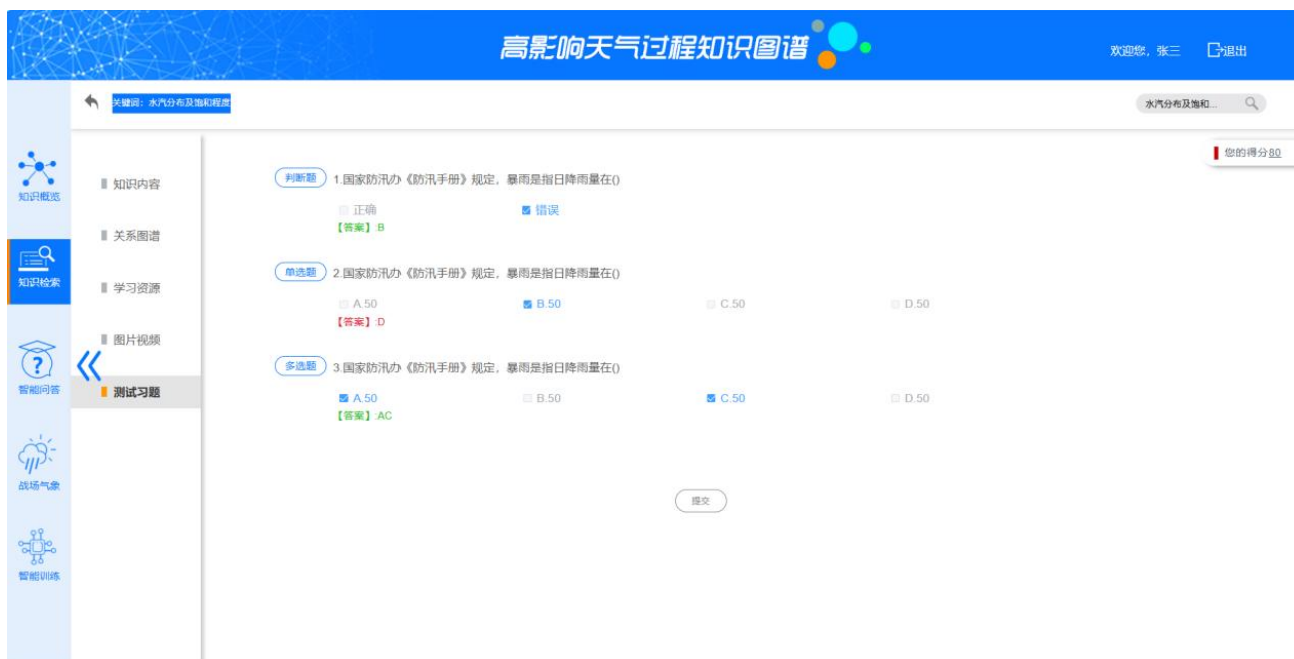 高影响天气过程知识图谱
欢迎您，张三 退出
关键词：水汽分布及饱和程度
水汽分布及饱和...
您的得分80
知识概览
知识检索
智能问答
战场气象
智能训练
知识内容
关系图谱
学习资源
图片视频
测试习题
判断题 1.国家防汛办《防汛手册》规定，暴雨是指日降雨量在()
正确 错误
【答案】:B
单选题 2.国家防汛办《防汛手册》规定，暴雨是指日降雨量在()
A.50 B.50 C.50 D.50
【答案】:D
多选题 3.国家防汛办《防汛手册》规定，暴雨是指日降雨量在()
A.50 B.50 C.50 D.50
【答案】:AC
提交